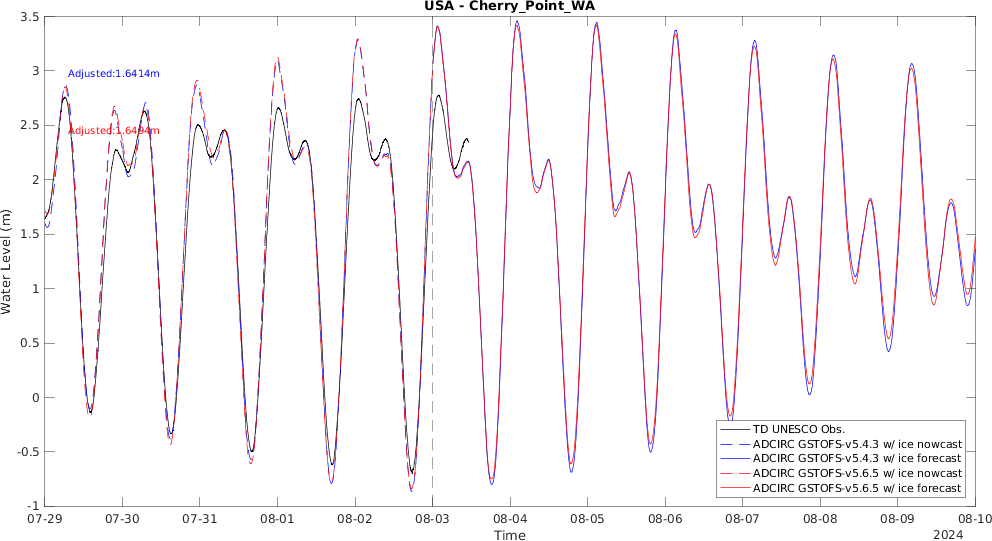 USA - Cherry_Point_WA
3.5
3
2.5
2
1.5
1
0.5
0
-0.5
-1
Water Level (m)
Adjusted:1.6414m
Adjusted:1.6494m
TD UNESCO Obs.
ADCIRC GSTOFS-v5.4.3 w/ ice nowcast
ADCIRC GSTOFS-v5.4.3 w/ ice forecast
ADCIRC GSTOFS-v5.6.5 w/ ice nowcast
ADCIRC GSTOFS-v5.6.5 w/ ice forecast
07-29 07-30 07-31 08-01 08-02 08-03 08-04 08-05 08-06 08-07 08-08 08-09 08-10
Time
2024